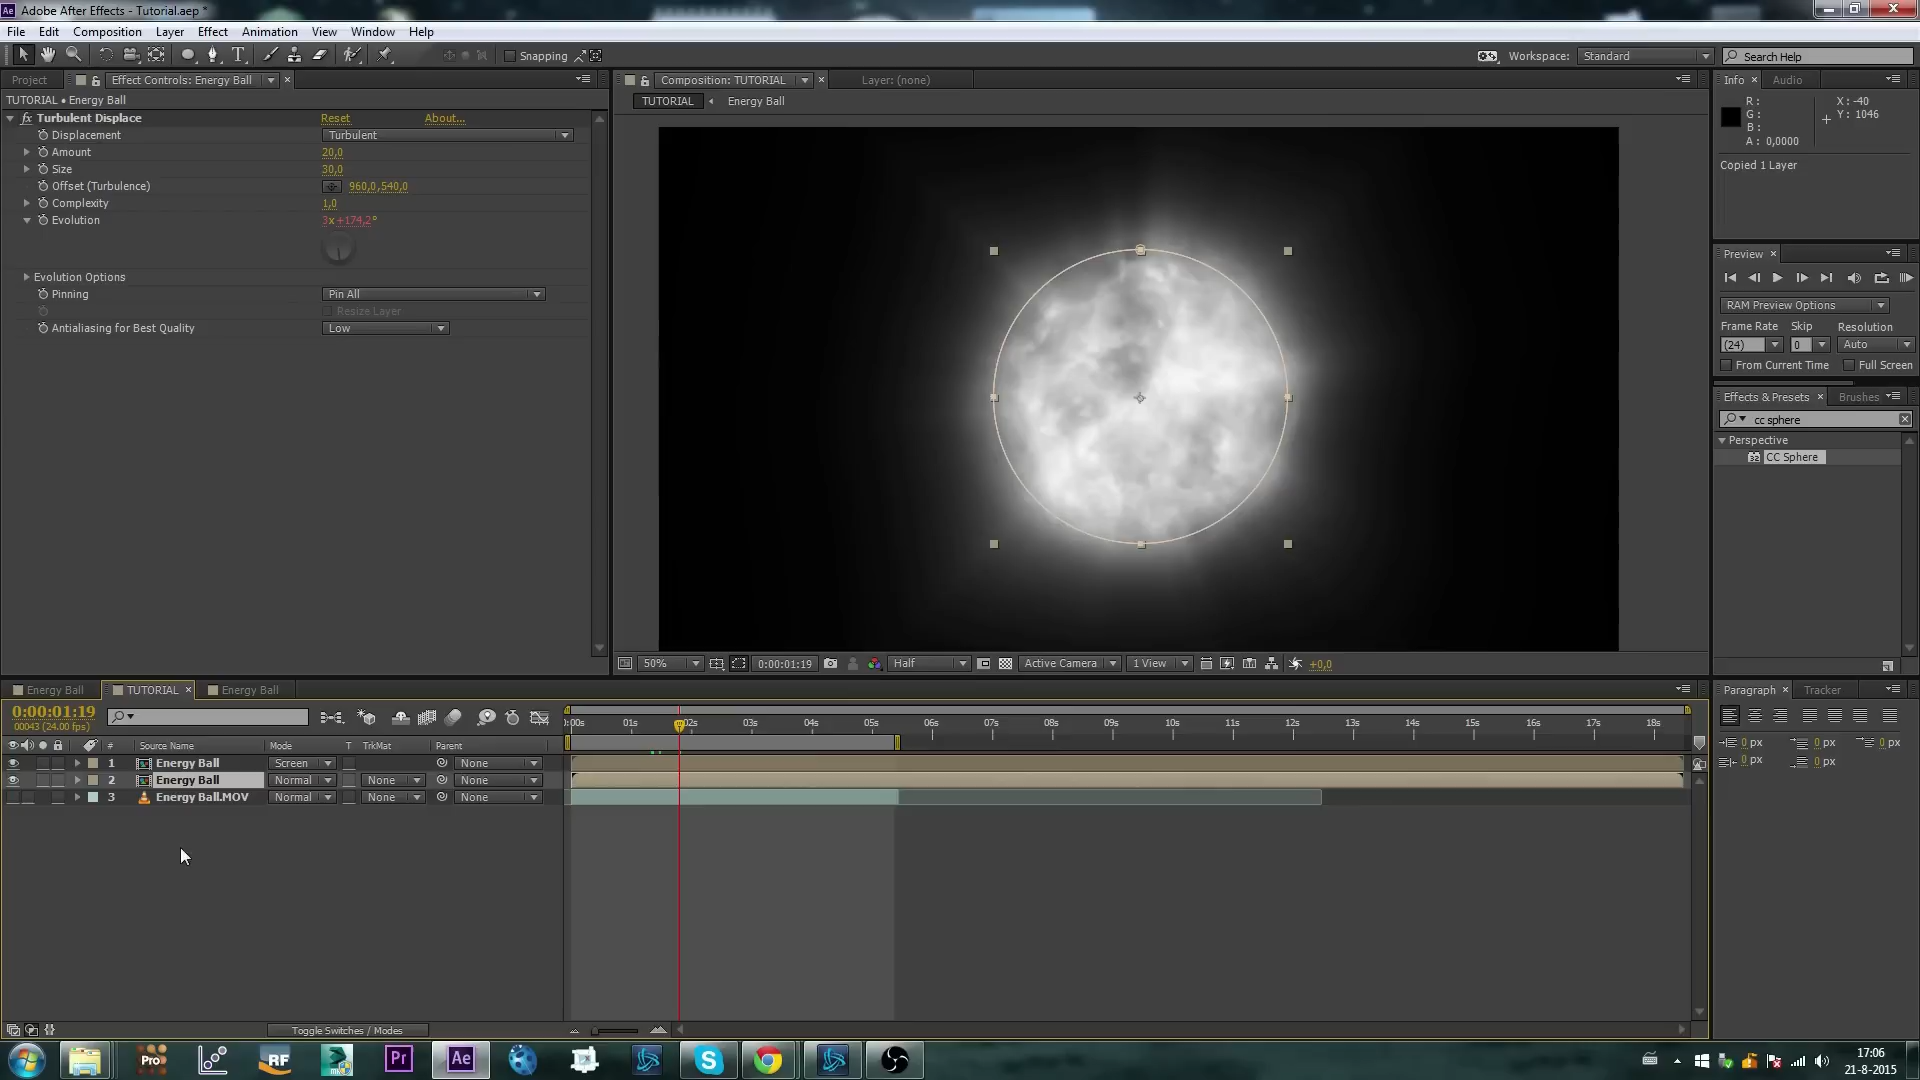 Adobe After Effects - Tutorial.aep *
File Edit Composition Layer Effect Animation View Window Help
Snapping
Workspace: Standard
Search Help
Project Effect Controls: Energy Ball
TUTORIAL • Energy Ball
fx Turbulent Displace Reset About...
Displacement Turbulent
Amount 20,0
Size 30,0
Offset (Turbulence) 960,0,540,0
Complexity 1,0
Evolution 3x+174,2°
Evolution Options
Pinning Pin All
Resize Layer
Antialiasing for Best Quality Low
Composition: TUTORIAL Layer: (none)
TUTORIAL Energy Ball
50% 0:00:01:19 Half Active Camera 1 View +0,0
Info Audio
R: X: -40
G: Y: 1046
B:
A: 0,0000
Copied 1 Layer
Preview
RAM Preview Options
Frame Rate Skip Resolution
(24) 0 Auto
From Current Time Full Screen
Effects & Presets Brushes
cc sphere
Perspective
32 CC Sphere
Paragraph Tracker
0 px 0 px 0 px
0 px 0 px
Energy Ball TUTORIAL Energy Ball
0:00:01:19
00043 (24.00 fps)
# Source Name Mode T TrkMat Parent
1 Energy Ball Screen None
2 Energy Ball Normal None None
3 Energy Ball.MOV Normal None None
):00s 01s 02s 03s 04s 05s 06s 07s 08s 09s 10s 11s 12s 13s 14s 15s 16s 17s 18s
Toggle Switches / Modes
Pro RF Pr Ae
17:06
21-8-2015